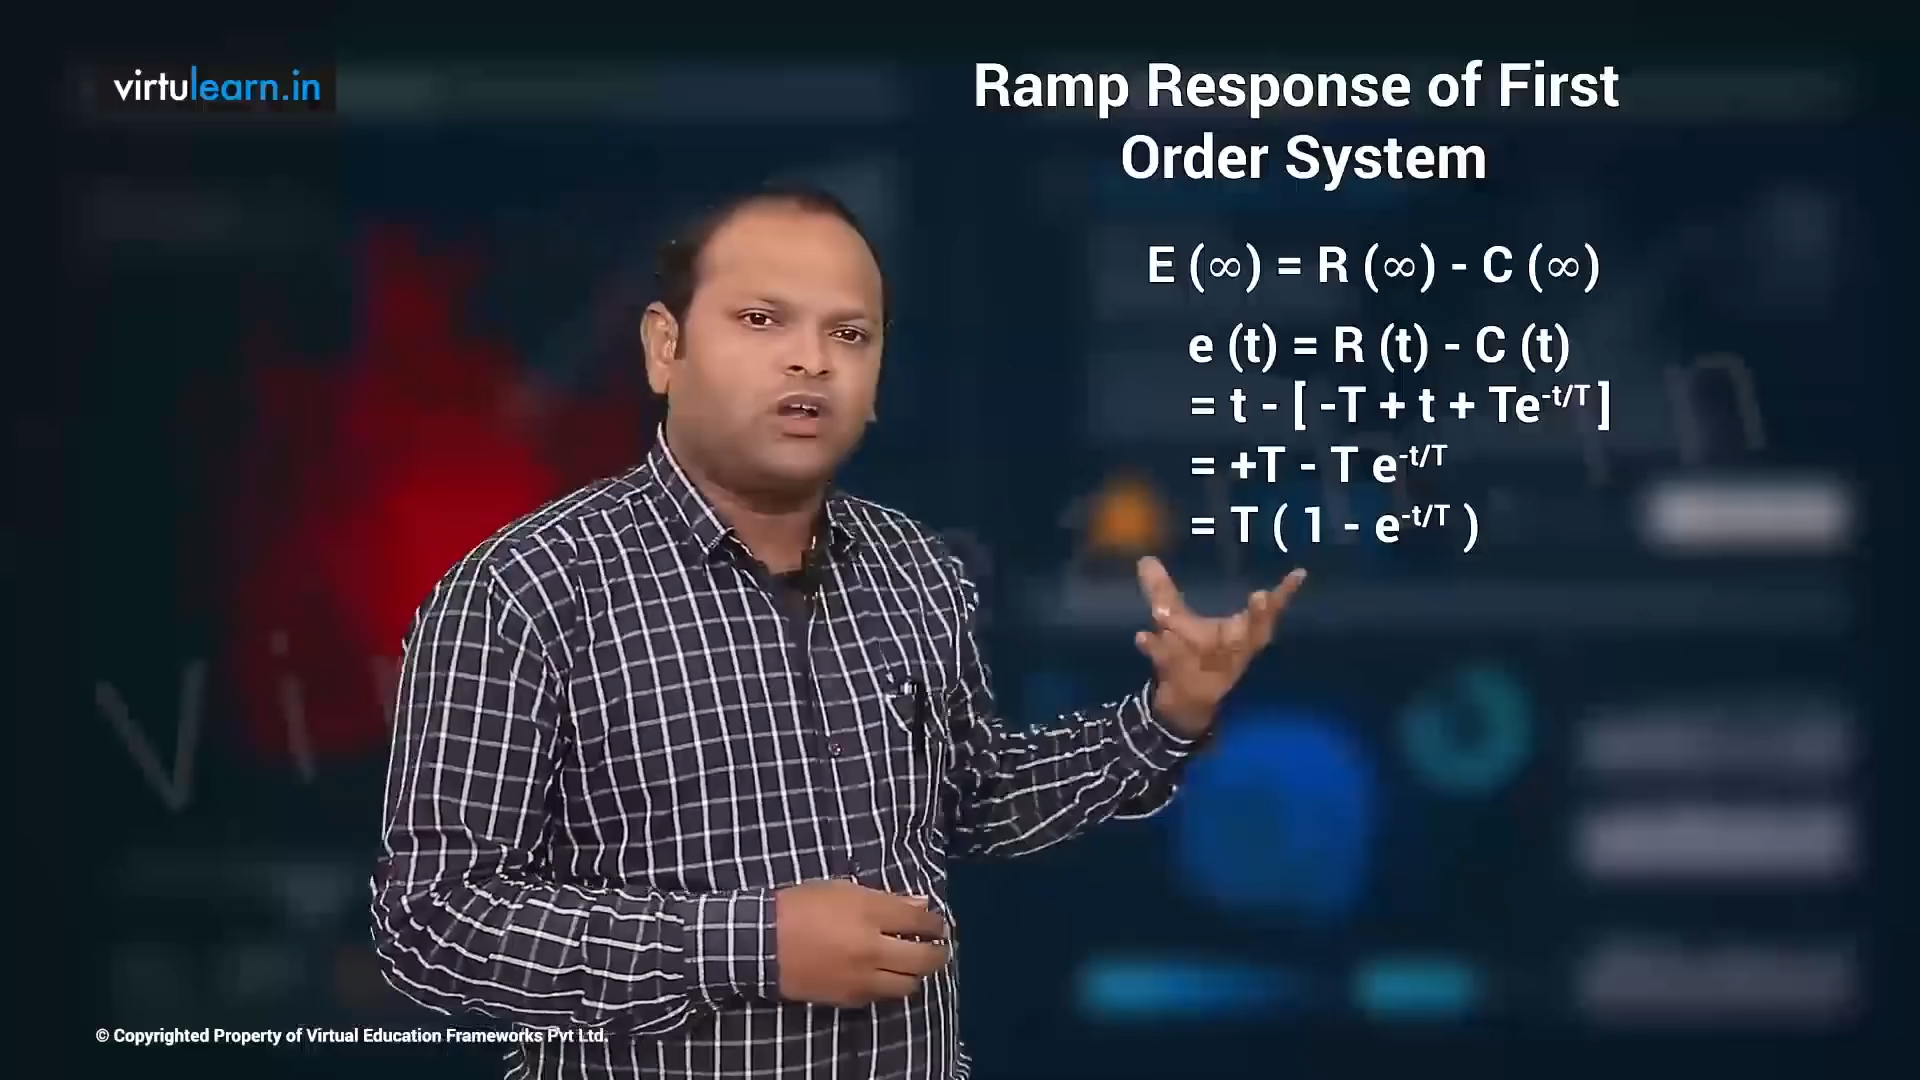 virtulearn.in
Ramp Response of First
Order System
E (∞) = R (∞) - C (∞)
e (t) = R (t) - C (t)
= t - [ -T + t + Te^-t/T ]
= +T - T e^-t/T
= T ( 1 - e^-t/T )
© Copyrighted Property of Virtual Education Frameworks Pvt Ltd.